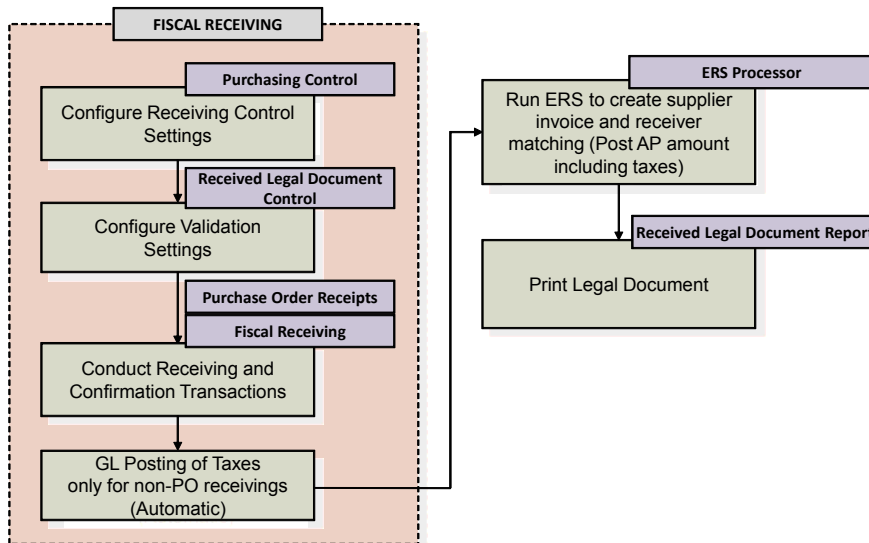 FISCAL RECEIVING
Purchasing Control
Configure Receiving Control
Settings
Received Legal Document
Control
Configure Validation
Settings
Purchase Order Receipts
Fiscal Receiving
Conduct Receiving and
Confirmation Transactions
GL Posting of Taxes
only for non-PO receivings
(Automatic)
ERS Processor
Run ERS to create supplier
invoice and receiver
matching (Post AP amount
including taxes)
Received Legal Document Report
Print Legal Document